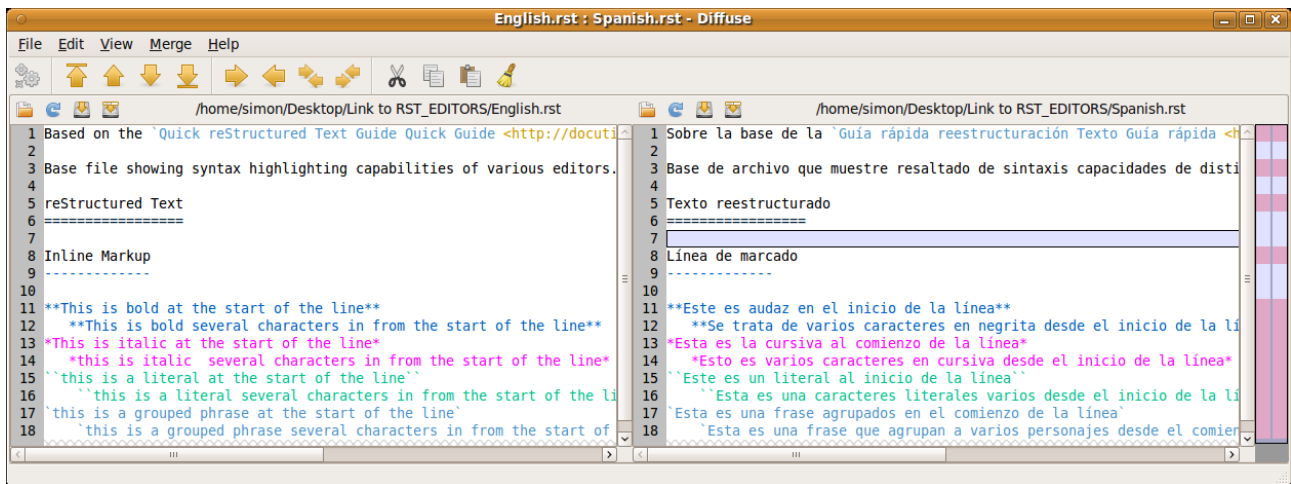 English.rst : Spanish.rst - Diffuse
File Edit View Merge Help
/home/simon/Desktop/Link to RST_EDITORS/English.rst
1 Based on the `Quick reStructured Text Guide Quick Guide <http://docuti
2
3 Base file showing syntax highlighting capabilities of various editors.
4
5 reStructured Text
6 =================
7
8 Inline Markup
9 -------------
10
11 **This is bold at the start of the line**
12 **This is bold several characters in from the start of the line**
13 *This is italic at the start of the line*
14 *this is italic  several characters in from the start of the line*
15 ``this is a literal at the start of the line``
16 ``this is a literal several characters in from the start of the li
17 `this is a grouped phrase at the start of the line`
18 `this is a grouped phrase several characters in from the start of
/home/simon/Desktop/Link to RST_EDITORS/Spanish.rst
1 Sobre la base de la `Guía rápida reestructuración Texto Guía rápida <h
2
3 Base de archivo que muestre resaltado de sintaxis capacidades de disti
4
5 Texto reestructurado
6 =================
7
8 Línea de marcado
9 -------------
10
11 **Este es audaz en el inicio de la línea**
12 **Se trata de varios caracteres en negrita desde el inicio de la lí
13 *Esta es la cursiva al comienzo de la línea*
14 *Esto es varios caracteres en cursiva desde el inicio de la línea*
15 ``Este es un literal al inicio de la línea``
16 ``Esta es una caracteres literales varios desde el inicio de la lí
17 `Esta es una frase agrupados en el comienzo de la línea`
18 `Esta es una frase que agrupan a varios personajes desde el comien